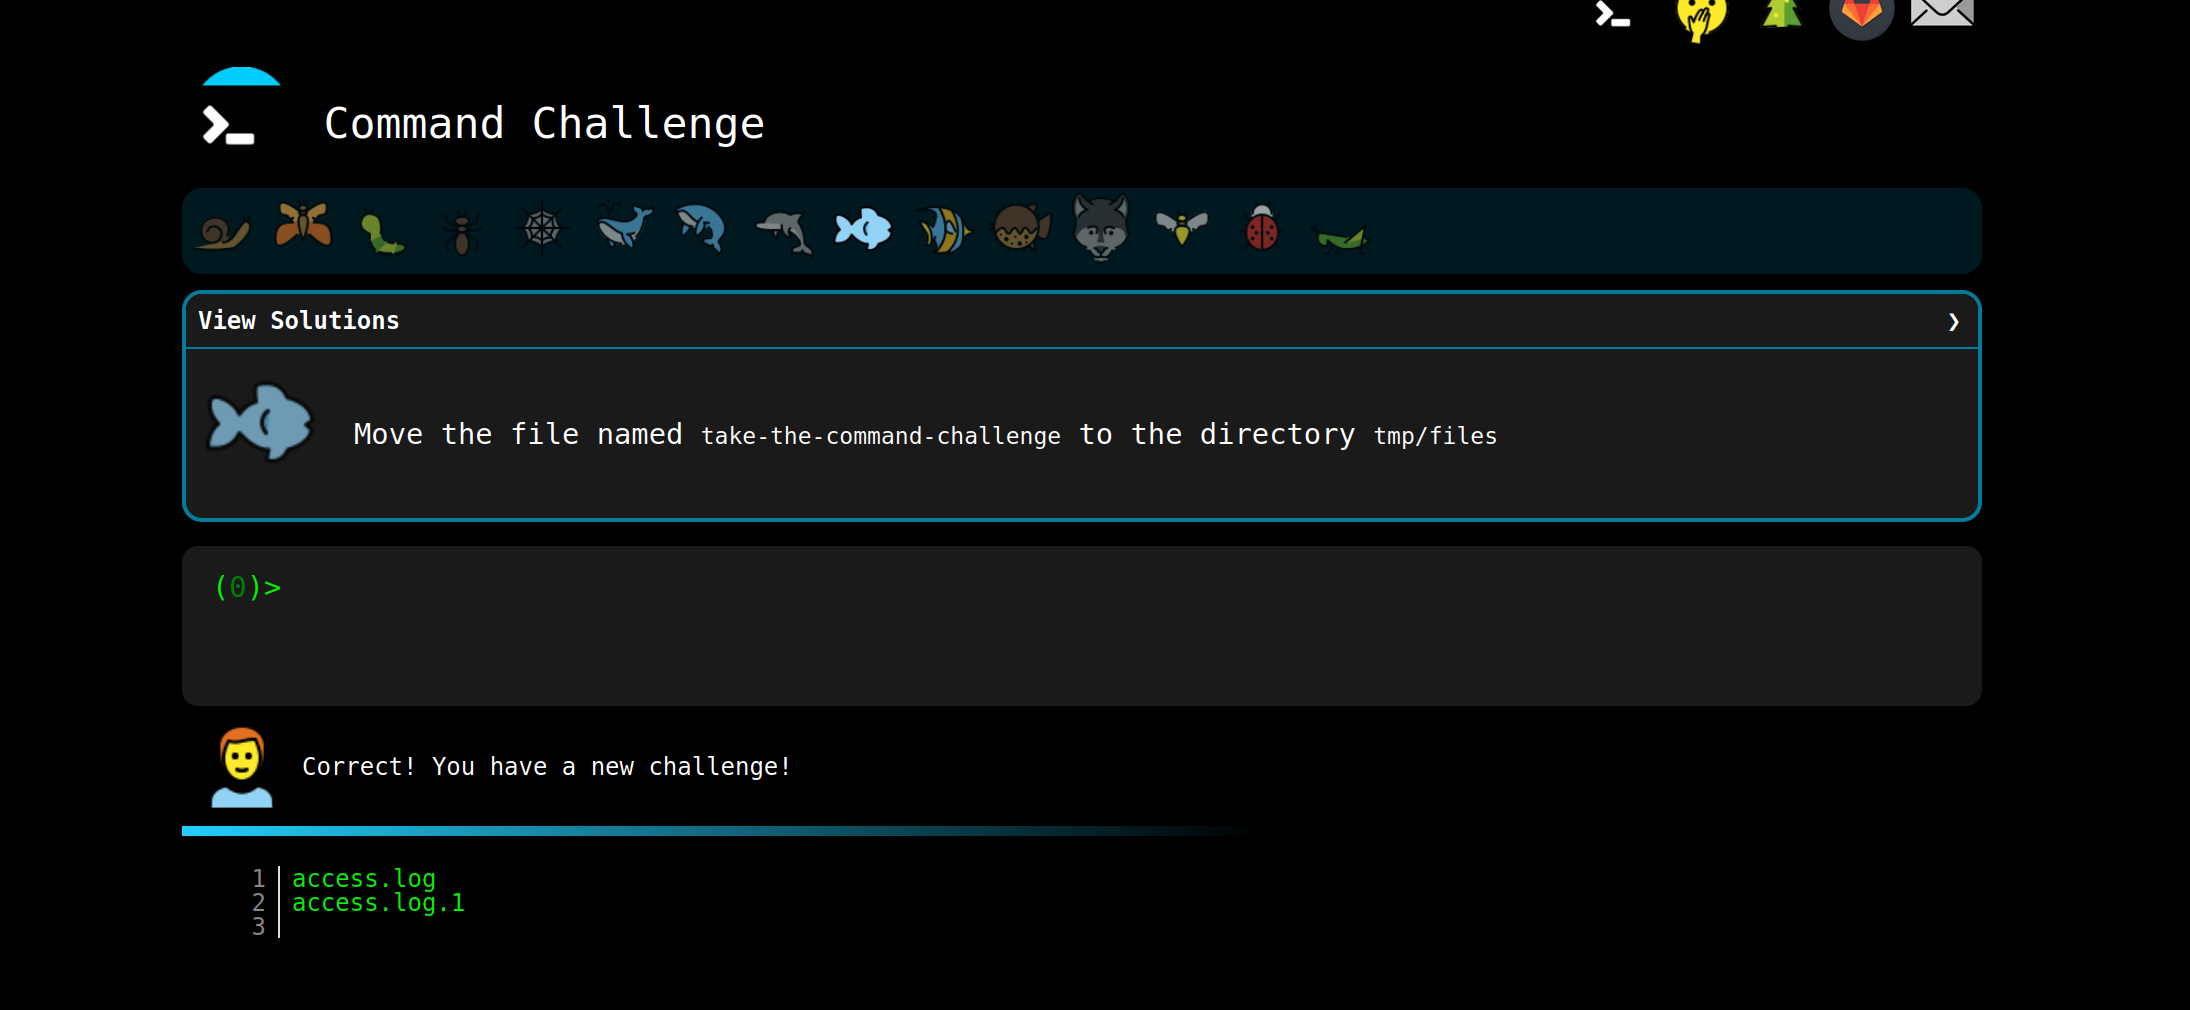 Command Challenge
View Solutions
Move the file named take-the-command-challenge to the directory tmp/files
(0)>
Correct! You have a new challenge!
1 access.log
2 access.log.1
3